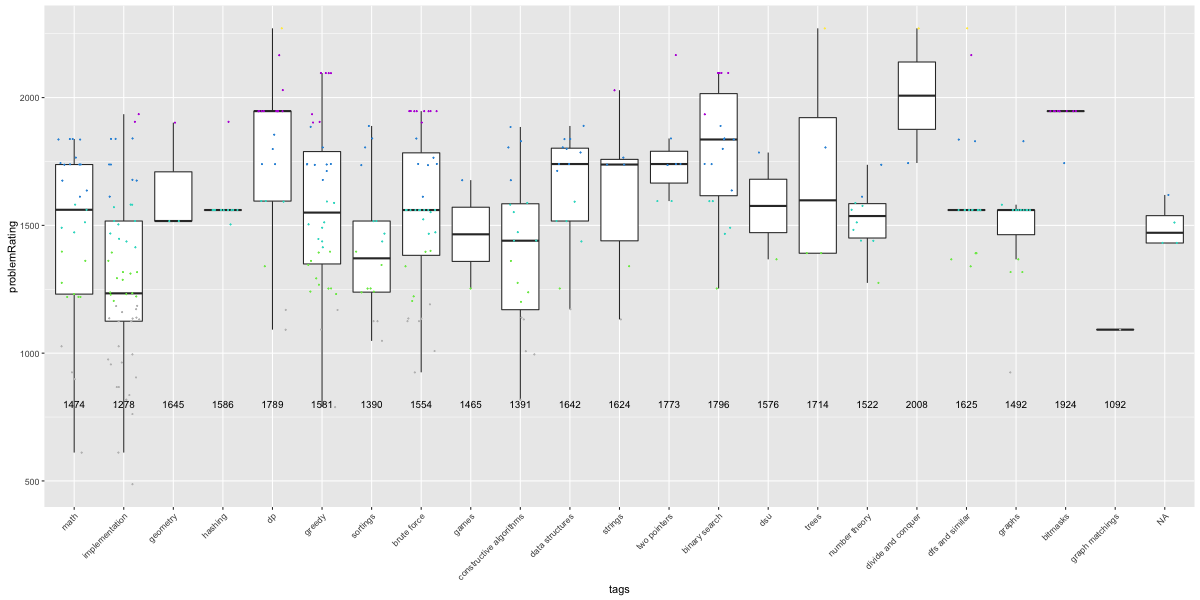 problemRating
2000
1500
1000
500
1474 1278 1645 1586 1789 1581 1390 1554 1465 1391 1642 1624 1773 1796 1576 1714 1522 2008 1625 1492 1924 1092
math implementation geometry hashing dp greedy sortings brute force games constructive algorithms data structures strings two pointers binary search dsu trees number theory divide and conquer dfs and similar graphs bitmasks graph matchings NA
tags